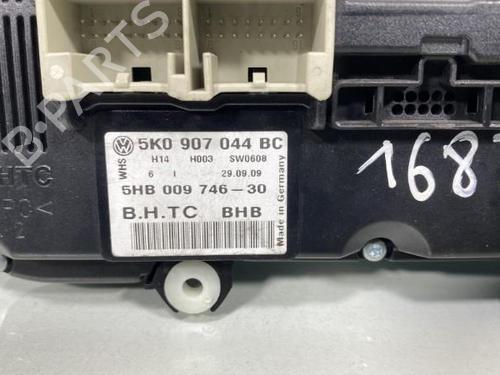 5K0 907 044 BC
WHS
H14 H003 SW0608
6 I 29.09.09
5HB 009 746-30
B.H.TC BHB
Made in Germany
168
B-PARTS
HTC